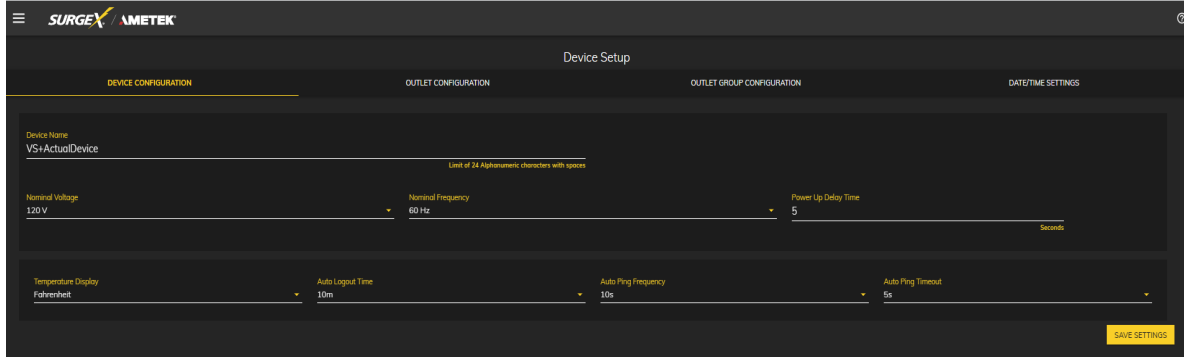 SURGEX / AMETEK
Device Setup
DEVICE CONFIGURATION OUTLET CONFIGURATION OUTLET GROUP CONFIGURATION DATE/TIME SETTINGS
Device Name
VS+ActualDevice
Limit of 24 Alphanumeric characters with spaces
Nominal Voltage Nominal Frequency Power Up Delay Time
120 V 60 Hz 5
Seconds
Temperature Display Auto Logout Time Auto Ping Frequency Auto Ping Timeout
Fahrenheit 10m 10s 5s
SAVE SETTINGS